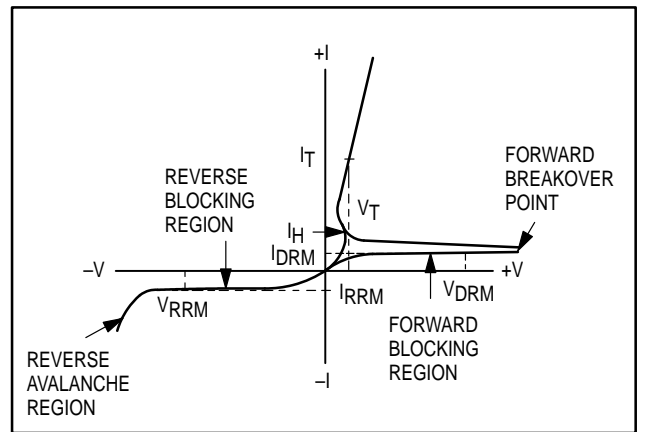 +I
IT
FORWARD
BREAKOVER
POINT
REVERSE
BLOCKING
REGION
VT
IH
IDRM
–V
+V
VRRM
IRRM
VDRM
FORWARD
BLOCKING
REGION
REVERSE
AVALANCHE
REGION
–I